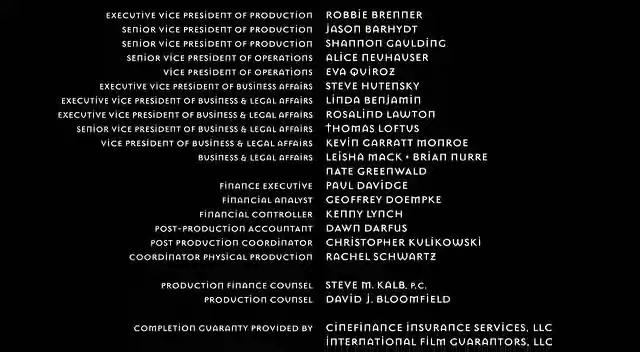 EXECUTIVE VICE PRESIDENT OF PRODUCTION ROBBIE BRENNER
SENIOR VICE PRESIDENT OF PRODUCTION JASON BARHYDT
SENIOR VICE PRESIDENT OF PRODUCTION SHANNON GAULDING
SENIOR VICE PRESIDENT OF OPERATIONS ALICE NEUHAUSER
VICE PRESIDENT OF OPERATIONS EVA QUIROZ
EXECUTIVE VICE PRESIDENT OF BUSINESS AFFAIRS STEVE HUTENSKY
EXECUTIVE VICE PRESIDENT OF BUSINESS & LEGAL AFFAIRS LINDA BENJAMIN
EXECUTIVE VICE PRESIDENT OF BUSINESS & LEGAL AFFAIRS ROSALIND LAWTON
SENIOR VICE PRESIDENT OF BUSINESS & LEGAL AFFAIRS THOMAS LOFTUS
VICE PRESIDENT OF BUSINESS & LEGAL AFFAIRS KEVIN GARRATT MONROE
BUSINESS & LEGAL AFFAIRS LEISHA MACK • BRIAN NURRE
NATE GREENWALD
FINANCE EXECUTIVE PAUL DAVIDGE
FINANCIAL ANALYST GEOFFREY DOEMPKE
FINANCIAL CONTROLLER KENNY LYNCH
POST-PRODUCTION ACCOUNTANT DAWN DARFUS
POST PRODUCTION COORDINATOR CHRISTOPHER KULIKOWSKI
COORDINATOR PHYSICAL PRODUCTION RACHEL SCHWARTZ
PRODUCTION FINANCE COUNSEL STEVE M. KALB, P.C.
PRODUCTION COUNSEL DAVID J. BLOOMFIELD
COMPLETION GUARANTY PROVIDED BY CINEFINANCE INSURANCE SERVICES, LLC
INTERNATIONAL FILM GUARANTORS, LLC